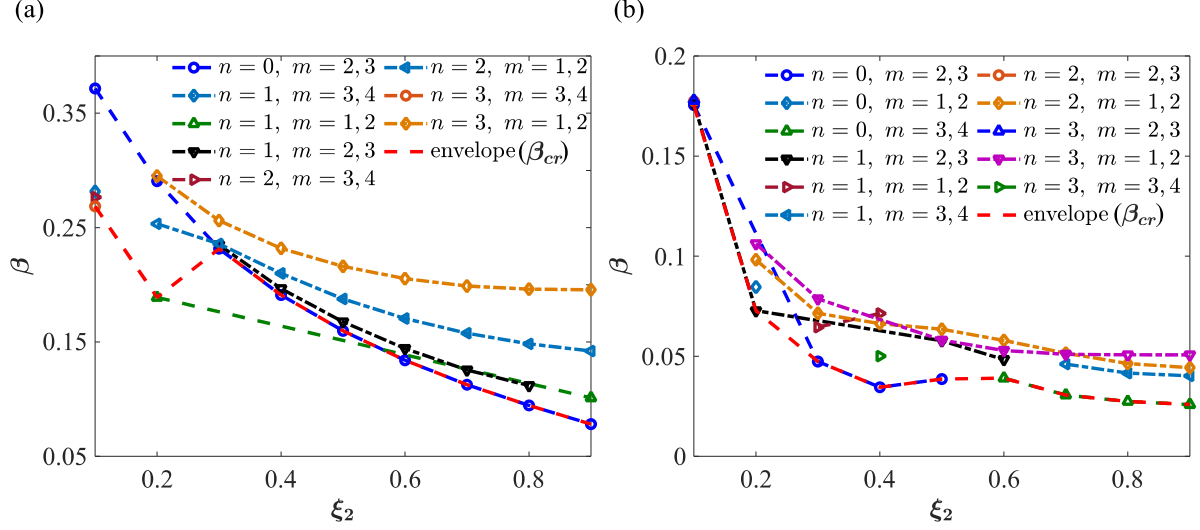 (a)
0.35
0.25
0.15
0.05
β
n = 0, m = 2, 3
n = 1, m = 3, 4
n = 1, m = 1, 2
n = 1, m = 2, 3
n = 2, m = 3, 4
n = 2, m = 1, 2
n = 3, m = 3, 4
n = 3, m = 1, 2
envelope (βcr)
0.2
0.4
0.6
0.8
ξ2
(b)
0.2
0.15
0.1
0.05
0
β
n = 0, m = 2, 3
n = 0, m = 1, 2
n = 0, m = 3, 4
n = 1, m = 2, 3
n = 1, m = 1, 2
n = 1, m = 3, 4
n = 2, m = 2, 3
n = 2, m = 1, 2
n = 3, m = 2, 3
n = 3, m = 1, 2
n = 3, m = 3, 4
envelope (βcr)
0.2
0.4
0.6
0.8
ξ2